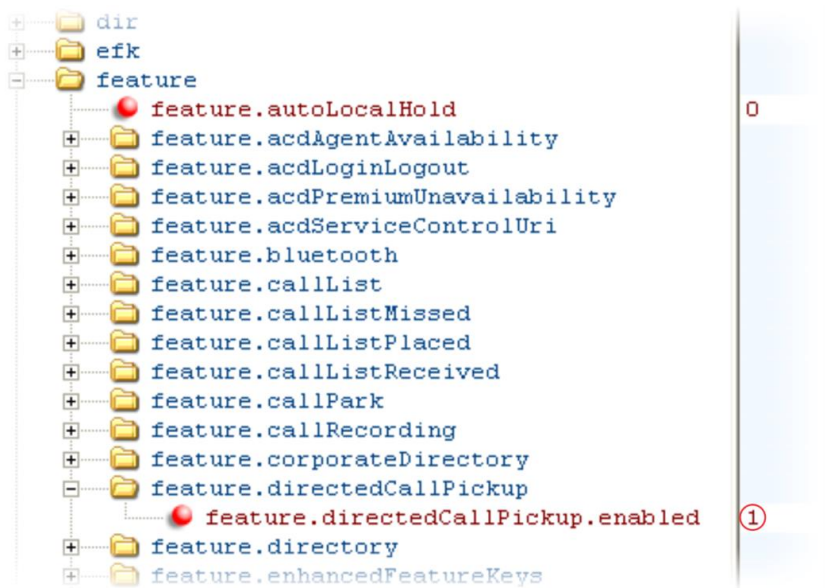 dir
efk
feature
feature.autoLocalHold 0
feature.acdAgentAvailability
feature.acdLoginLogout
feature.acdPremiumUnavailability
feature.acdServiceControlUri
feature.bluetooth
feature.callList
feature.callListMissed
feature.callListPlaced
feature.callListReceived
feature.callPark
feature.callRecording
feature.corporateDirectory
feature.directedCallPickup
feature.directedCallPickup.enabled 1
feature.directory
feature.enhancedFeatureKeys